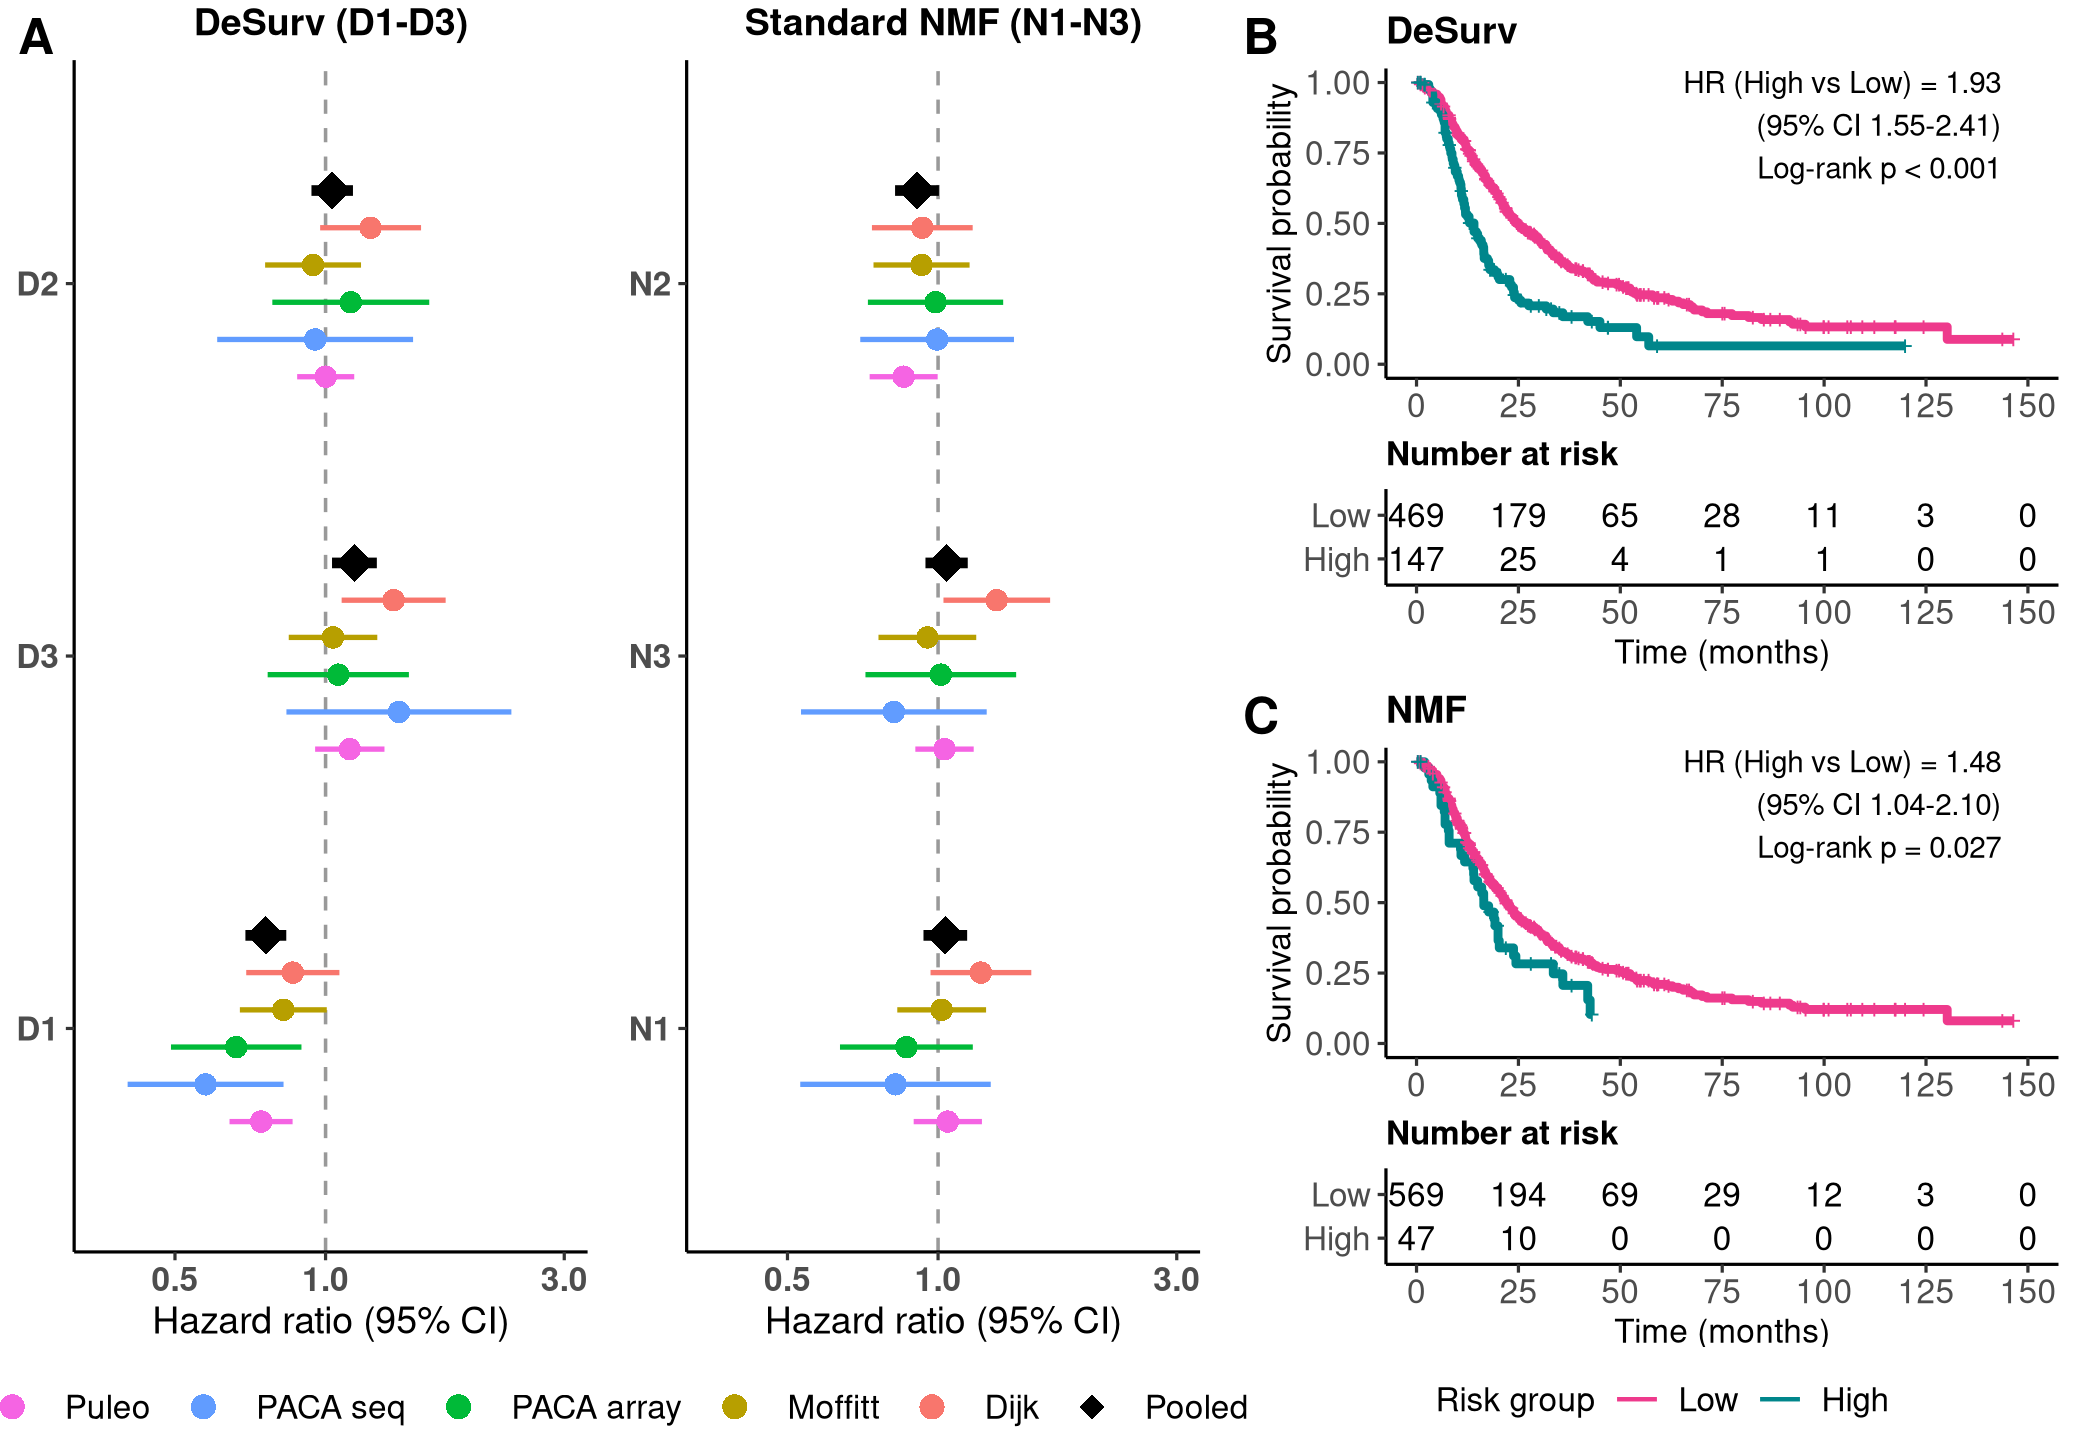 A
DeSurv (D1-D3)
Standard NMF (N1-N3)
D2
D3
D1
N2
N3
N1
0.5 1.0 3.0
Hazard ratio (95% CI)
0.5 1.0 3.0
Hazard ratio (95% CI)
Puleo PACA seq PACA array Moffitt Dijk Pooled
B
DeSurv
HR (High vs Low) = 1.93
(95% CI 1.55-2.41)
Log-rank p < 0.001
Survival probability
1.00
0.75
0.50
0.25
0.00
0 25 50 75 100 125 150
Number at risk
Low 469 179 65 28 11 3 0
High 147 25 4 1 1 0 0
0 25 50 75 100 125 150
Time (months)
C
NMF
HR (High vs Low) = 1.48
(95% CI 1.04-2.10)
Log-rank p = 0.027
Survival probability
1.00
0.75
0.50
0.25
0.00
0 25 50 75 100 125 150
Number at risk
Low 569 194 69 29 12 3 0
High 47 10 0 0 0 0 0
0 25 50 75 100 125 150
Time (months)
Risk group Low High